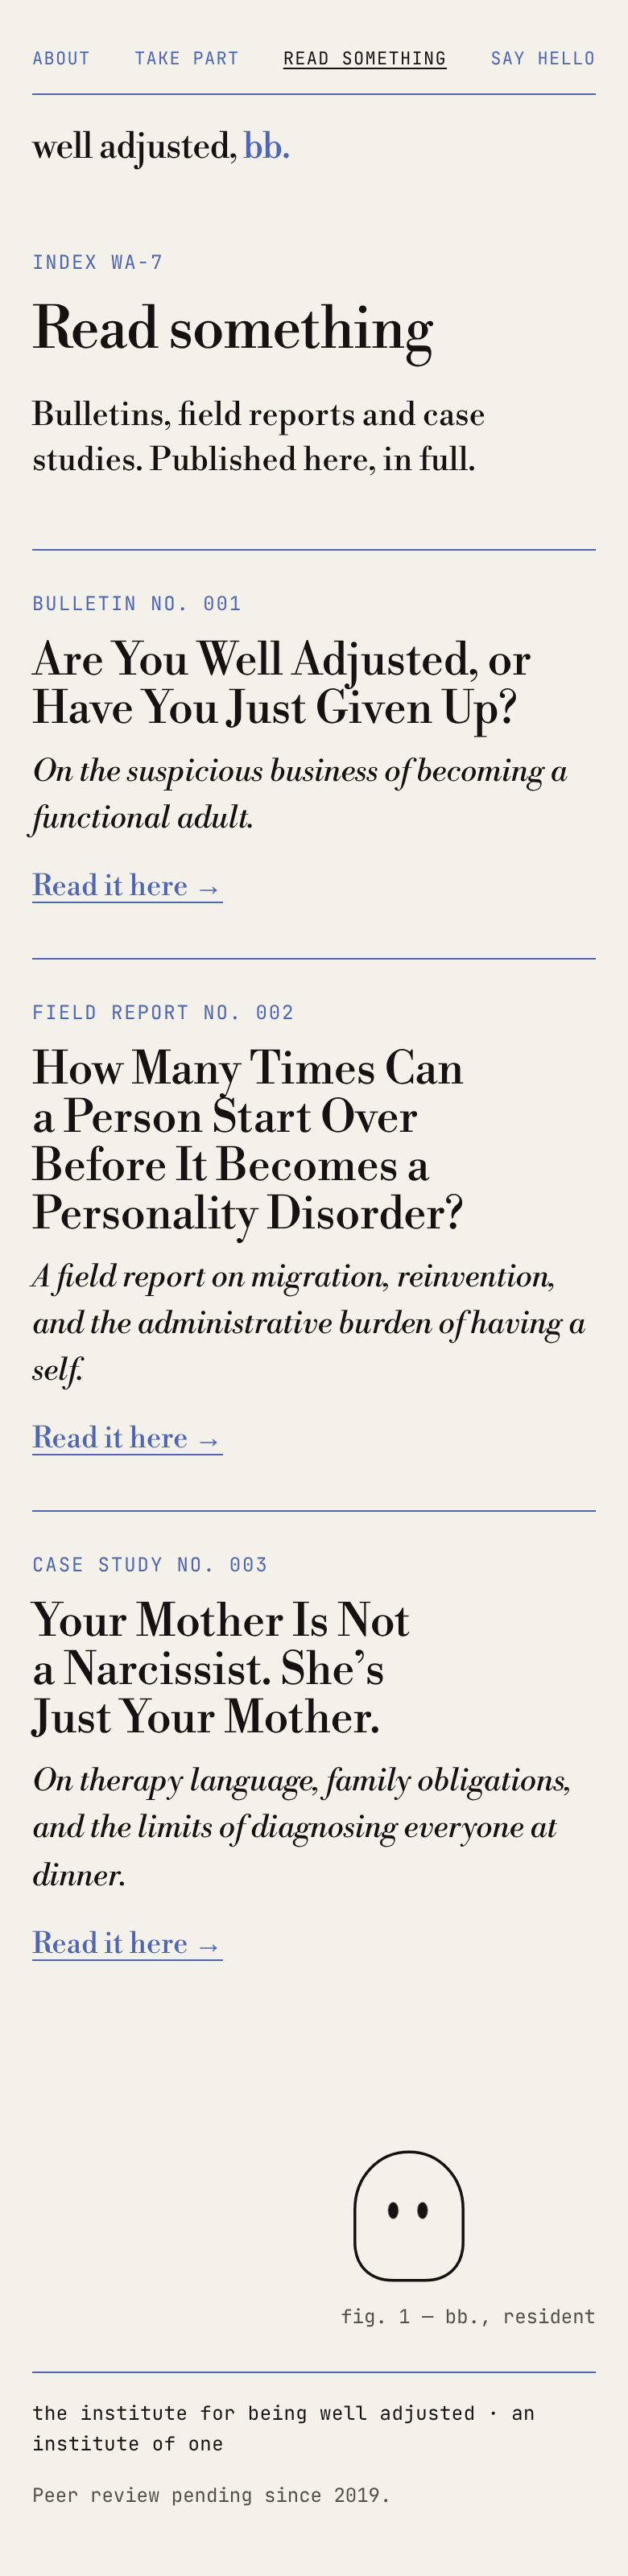 ABOUT TAKE PART READ SOMETHING SAY HELLO
well adjusted, bb.
INDEX WA-7
Read something
Bulletins, field reports and case
studies. Published here, in full.
BULLETIN NO. 001
Are You Well Adjusted, or
Have You Just Given Up?
On the suspicious business of becoming a
functional adult.
Read it here →
FIELD REPORT NO. 002
How Many Times Can
a Person Start Over
Before It Becomes a
Personality Disorder?
A field report on migration, reinvention,
and the administrative burden of having a
self.
Read it here →
CASE STUDY NO. 003
Your Mother Is Not
a Narcissist. She’s
Just Your Mother.
On therapy language, family obligations,
and the limits of diagnosing everyone at
dinner.
Read it here →
fig. 1 — bb., resident
the institute for being well adjusted · an
institute of one
Peer review pending since 2019.